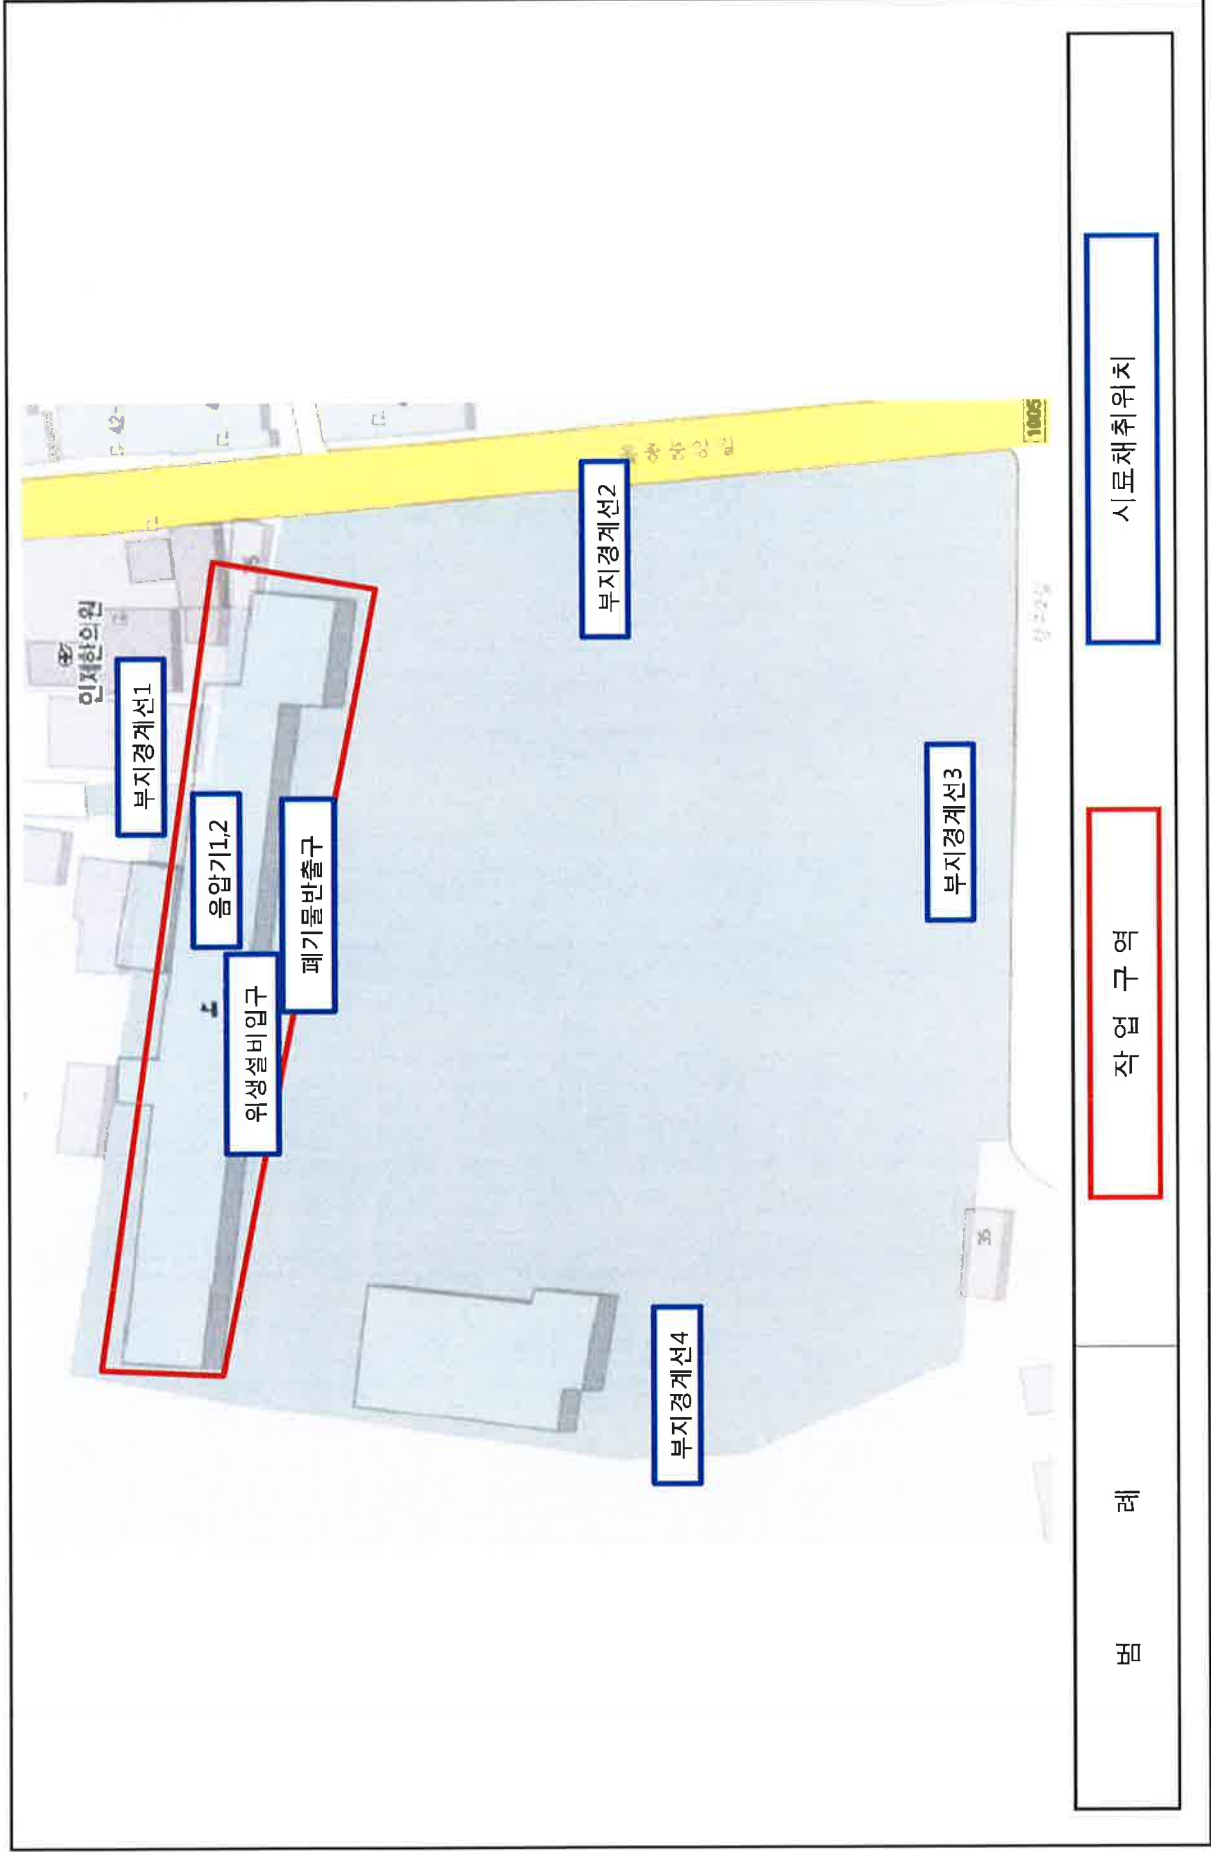 인제한의원
부지경계선1
음압기1,2
위생설비입구
폐기물반출구
부지경계선2
부지경계선3
부지경계선4
42-
35
1005
범 례
작 업 구 역
시료채취위치